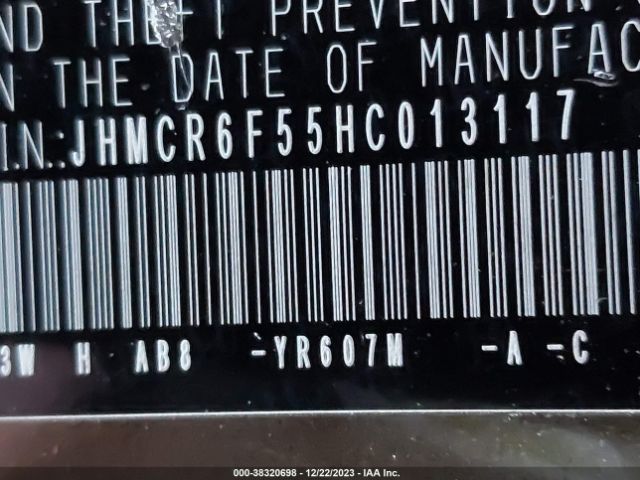 ND THEFT PREVENTION
N THE DATE OF MANUFAC
I.N.:JHMCR6F55HC013117
3W H AB8 -YR607M -A -C
000-38320698 - 12/22/2023 - IAA Inc.